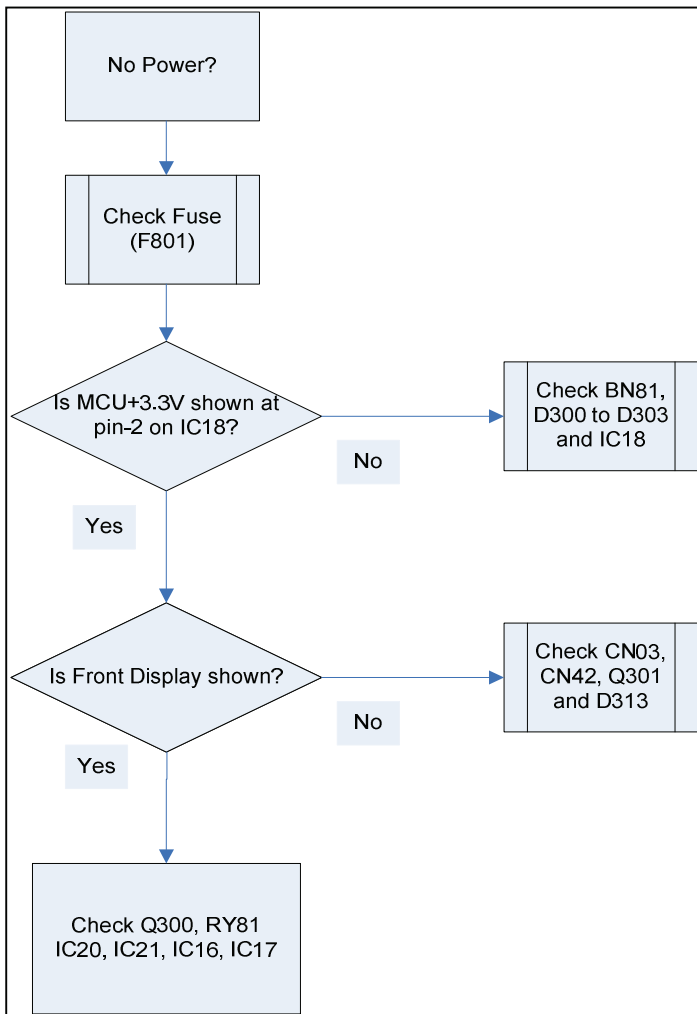 No Power?
Check Fuse
(F801)
Is MCU+3.3V shown at
pin-2 on IC18?
No
Check BN81,
D300 to D303
and IC18
Yes
Is Front Display shown?
No
Check CN03,
CN42, Q301
and D313
Yes
Check Q300, RY81
IC20, IC21, IC16, IC17